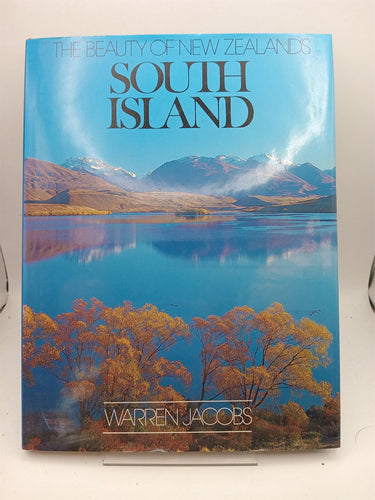 THE BEAUTY OF NEW ZEALAND'S
SOUTH
ISLAND
WARREN JACOBS